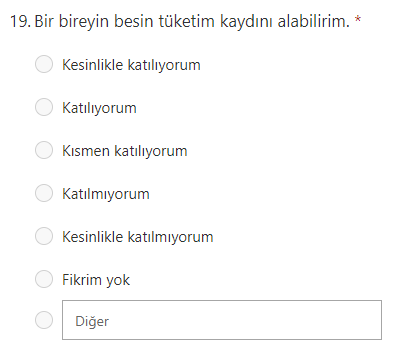 19. Bir bireyin besin tüketim kaydını alabilirim. *
Kesinlikle katılıyorum
Katılıyorum
Kısmen katılıyorum
Katılmıyorum
Kesinlikle katılmıyorum
Fikrim yok
Diğer